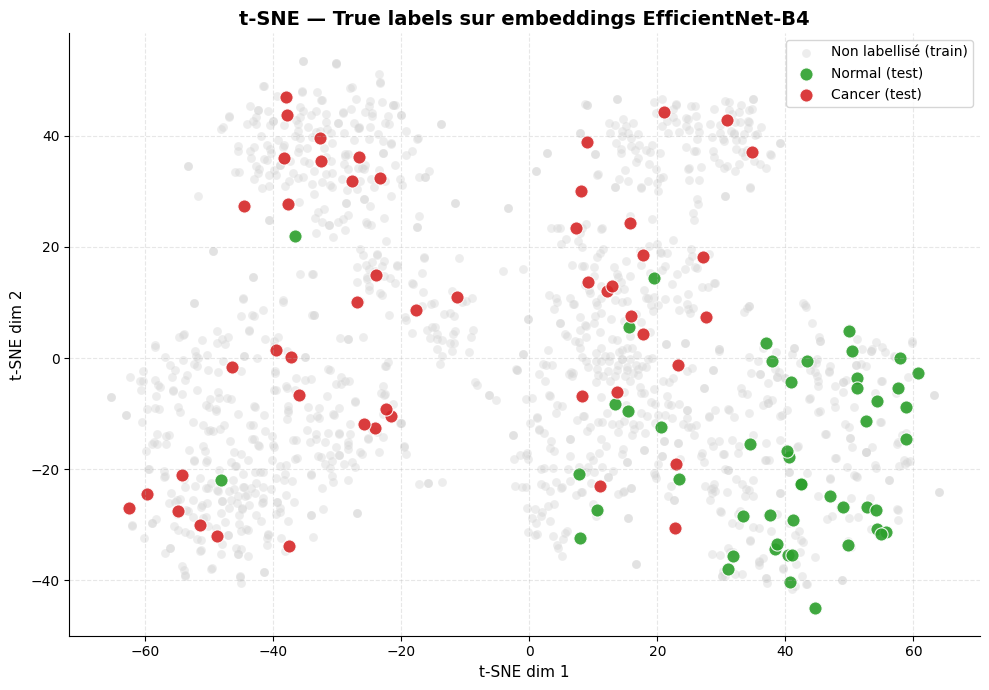 t-SNE — True labels sur embeddings EfficientNet-B4
Non labellisé (train)
Normal (test)
Cancer (test)
t-SNE dim 2
40
20
0
−20
−40
−60
−40
−20
0
20
40
60
t-SNE dim 1